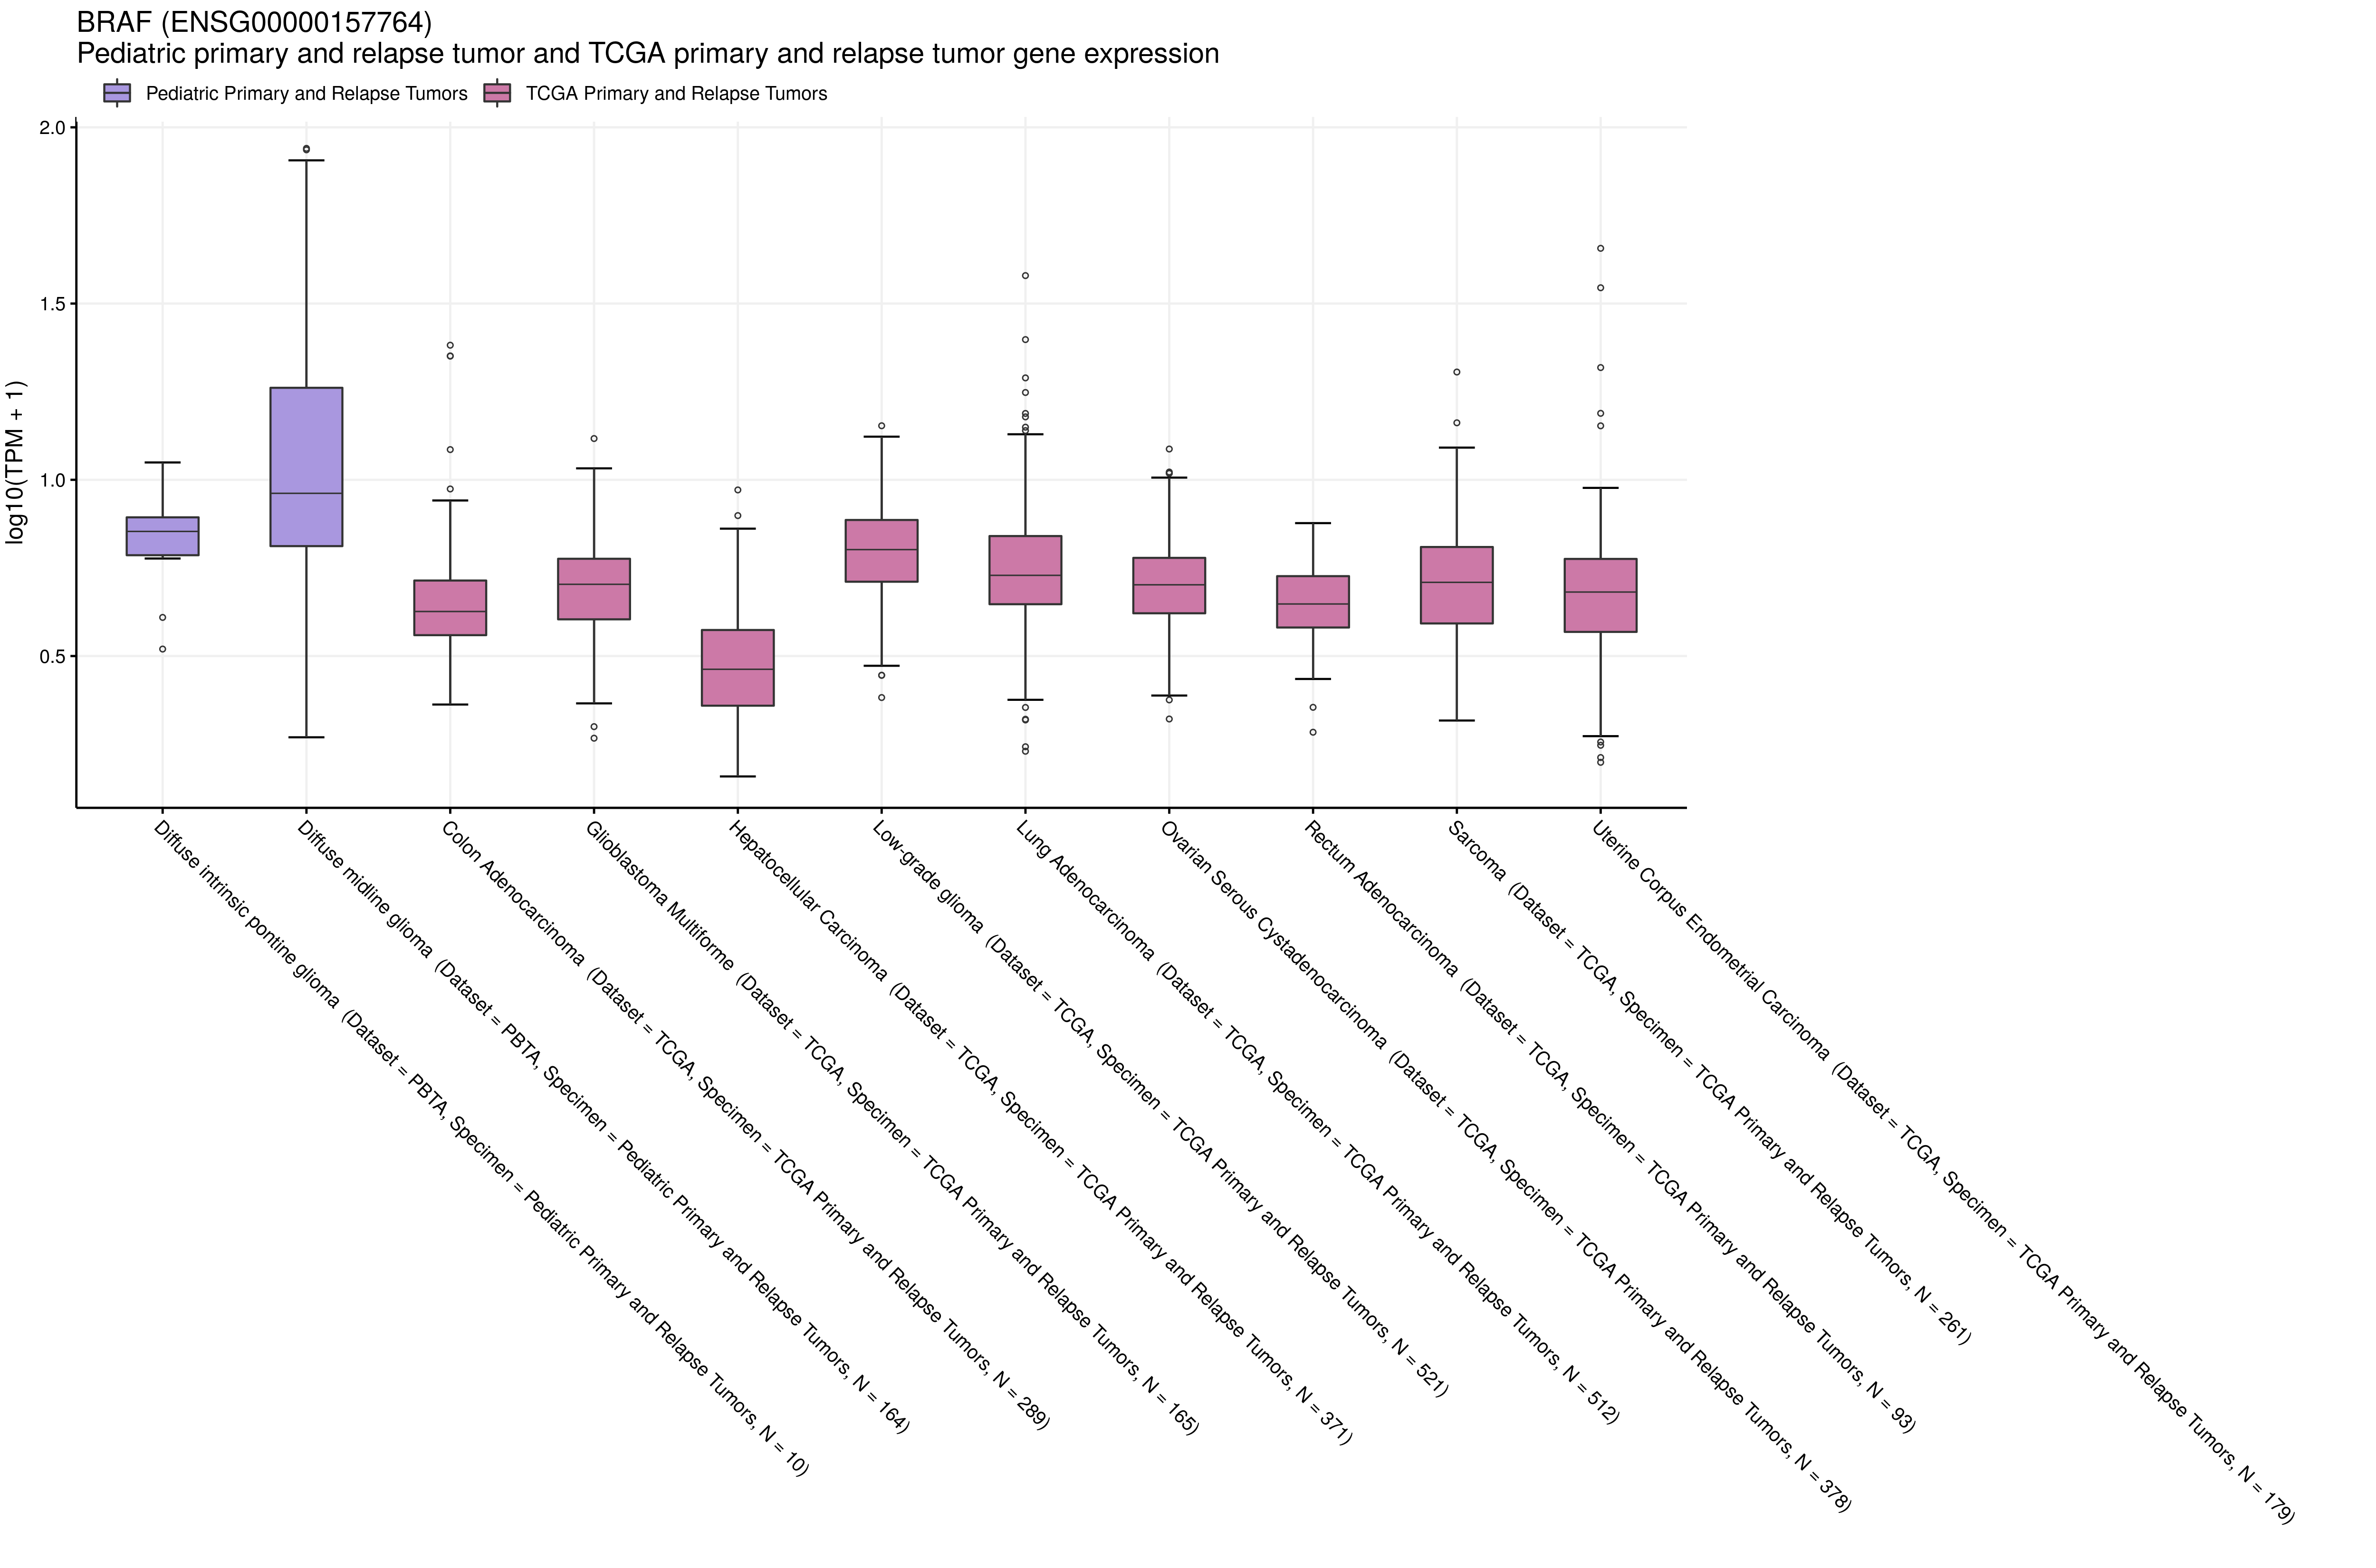 BRAF (ENSG00000157764)
Pediatric primary and relapse tumor and TCGA primary and relapse tumor gene expression
Pediatric Primary and Relapse Tumors
TCGA Primary and Relapse Tumors
log10(TPM + 1)
2.0
1.5
1.0
0.5
Diffuse intrinsic pontine glioma (Dataset = PBTA, Specimen = Pediatric Primary and Relapse Tumors, N = 10)
Diffuse midline glioma (Dataset = PBTA, Specimen = Pediatric Primary and Relapse Tumors, N = 164)
Colon Adenocarcinoma (Dataset = TCGA, Specimen = TCGA Primary and Relapse Tumors, N = 289)
Glioblastoma Multiforme (Dataset = TCGA, Specimen = TCGA Primary and Relapse Tumors, N = 165)
Hepatocellular Carcinoma (Dataset = TCGA, Specimen = TCGA Primary and Relapse Tumors, N = 371)
Low-grade glioma (Dataset = TCGA, Specimen = TCGA Primary and Relapse Tumors, N = 521)
Lung Adenocarcinoma (Dataset = TCGA, Specimen = TCGA Primary and Relapse Tumors, N = 512)
Ovarian Serous Cystadenocarcinoma (Dataset = TCGA, Specimen = TCGA Primary and Relapse Tumors, N = 378)
Rectum Adenocarcinoma (Dataset = TCGA, Specimen = TCGA Primary and Relapse Tumors, N = 93)
Sarcoma (Dataset = TCGA, Specimen = TCGA Primary and Relapse Tumors, N = 261)
Uterine Corpus Endometrial Carcinoma (Dataset = TCGA, Specimen = TCGA Primary and Relapse Tumors, N = 179)